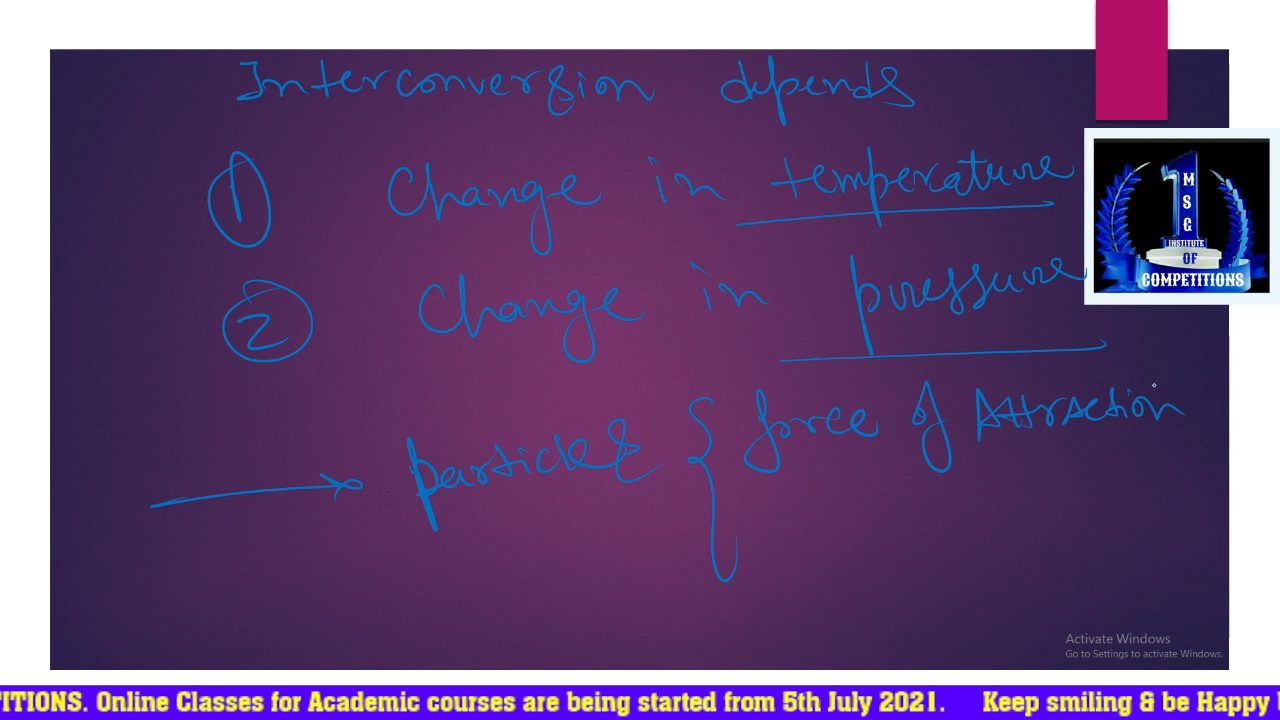 Interconversion depends
1 Change in temperature
2 Change in pressure
→ particles { force of Attraction
1 MSG
INSTITUTE
OF
COMPETITIONS
Activate Windows
Go to Settings to activate Windows.
TITIONS. Online Classes for Academic courses are being started from 5th July 2021. Keep smiling & be Happy